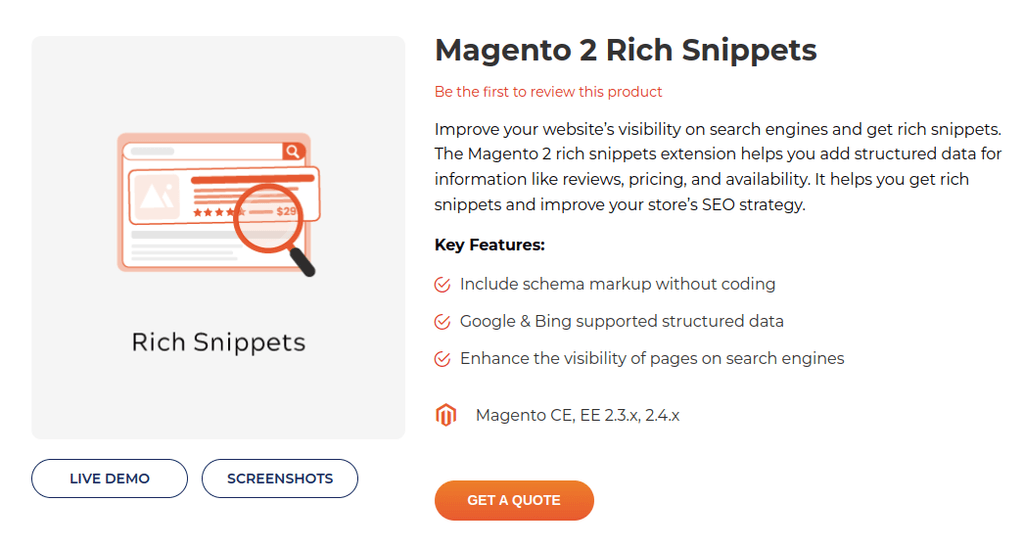 Magento 2 Rich Snippets
Be the first to review this product
Improve your website’s visibility on search engines and get rich snippets.
The Magento 2 rich snippets extension helps you add structured data for
information like reviews, pricing, and availability. It helps you get rich
snippets and improve your store’s SEO strategy.
Key Features:
Include schema markup without coding
Google & Bing supported structured data
Enhance the visibility of pages on search engines
Magento CE, EE 2.3.x, 2.4.x
GET A QUOTE
$29
Rich Snippets
LIVE DEMO
SCREENSHOTS